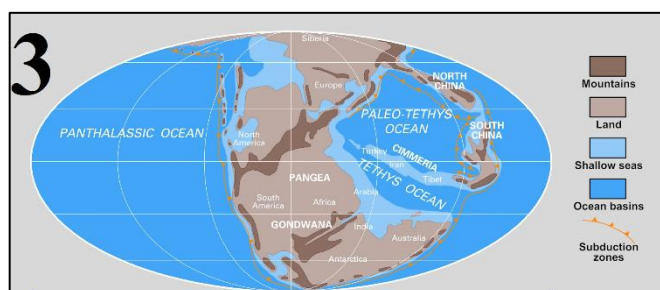 3
Siberia
Europe
NORTH
CHINA
PALEO-TETHYS
OCEAN
SOUTH
CHINA
PANTHALASSIC OCEAN
North
America
Turkey
Iran
Tibet
CIMMERIA
TETHYS OCEAN
PANGEA
Arabia
South
America
Africa
GONDWANA
India
Australia
Antarctica
Mountains
Land
Shallow seas
Ocean basins
Subduction
zones